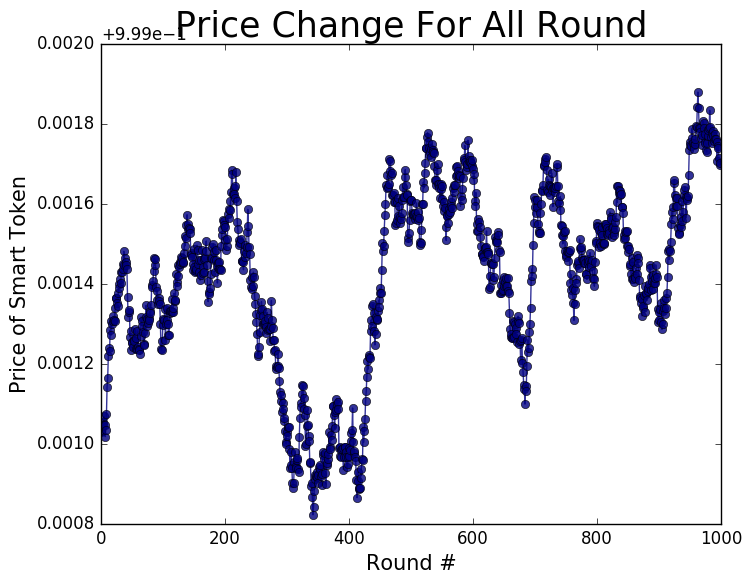 Price Change For All Round
+9.99e−1
0.0020
0.0018
0.0016
0.0014
0.0012
0.0010
0.0008
Price of Smart Token
0 200 400 600 800 1000
Round #